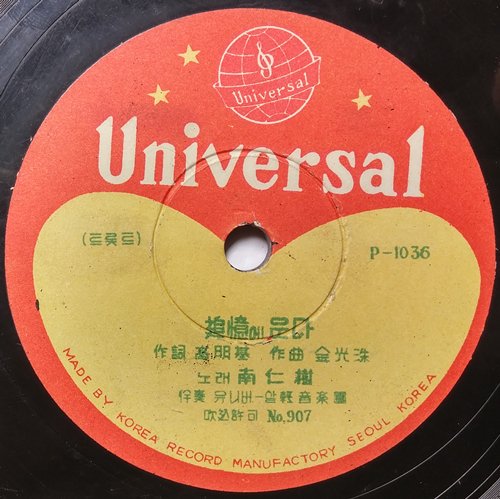 Universal
Universal
(트롯트)
P-1036
追憶에 운다
作詞 高明基 作曲 金光洙
노래 南仁樹
伴奏 유니버ー살軽音楽團
吹込許可 No.907
MADE BY KOREA RECORD MANUFACTORY SEOUL KOREA